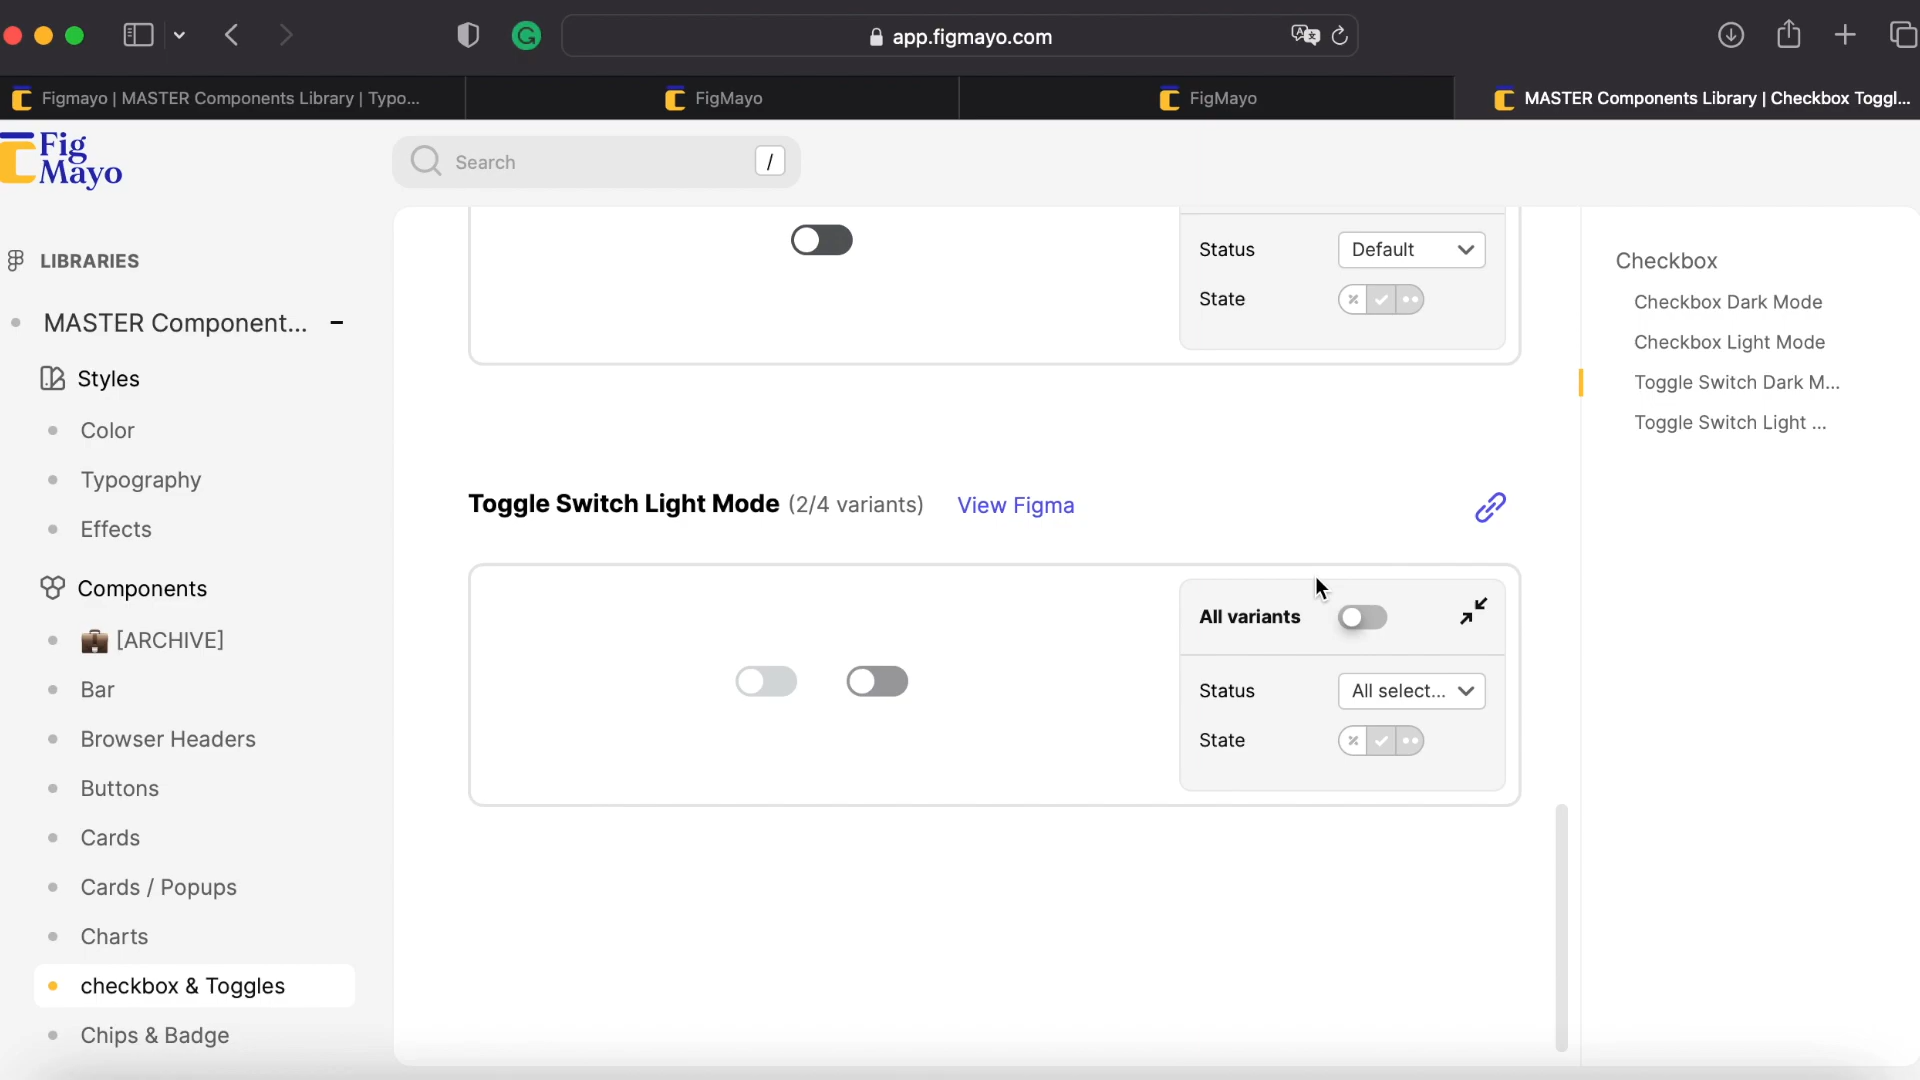 app.figmayo.com
Figmayo | MASTER Components Library | Typo...
FigMayo
FigMayo
MASTER Components Library | Checkbox Toggl...
Fig
Mayo
Search
/
LIBRARIES
MASTER Component...
Styles
Color
Typography
Effects
Components
[ARCHIVE]
Bar
Browser Headers
Buttons
Cards
Cards / Popups
Charts
checkbox & Toggles
Chips & Badge
Status
Default
State
Toggle Switch Light Mode (2/4 variants) View Figma
All variants
Status
All select...
State
Checkbox
Checkbox Dark Mode
Checkbox Light Mode
Toggle Switch Dark M...
Toggle Switch Light ...